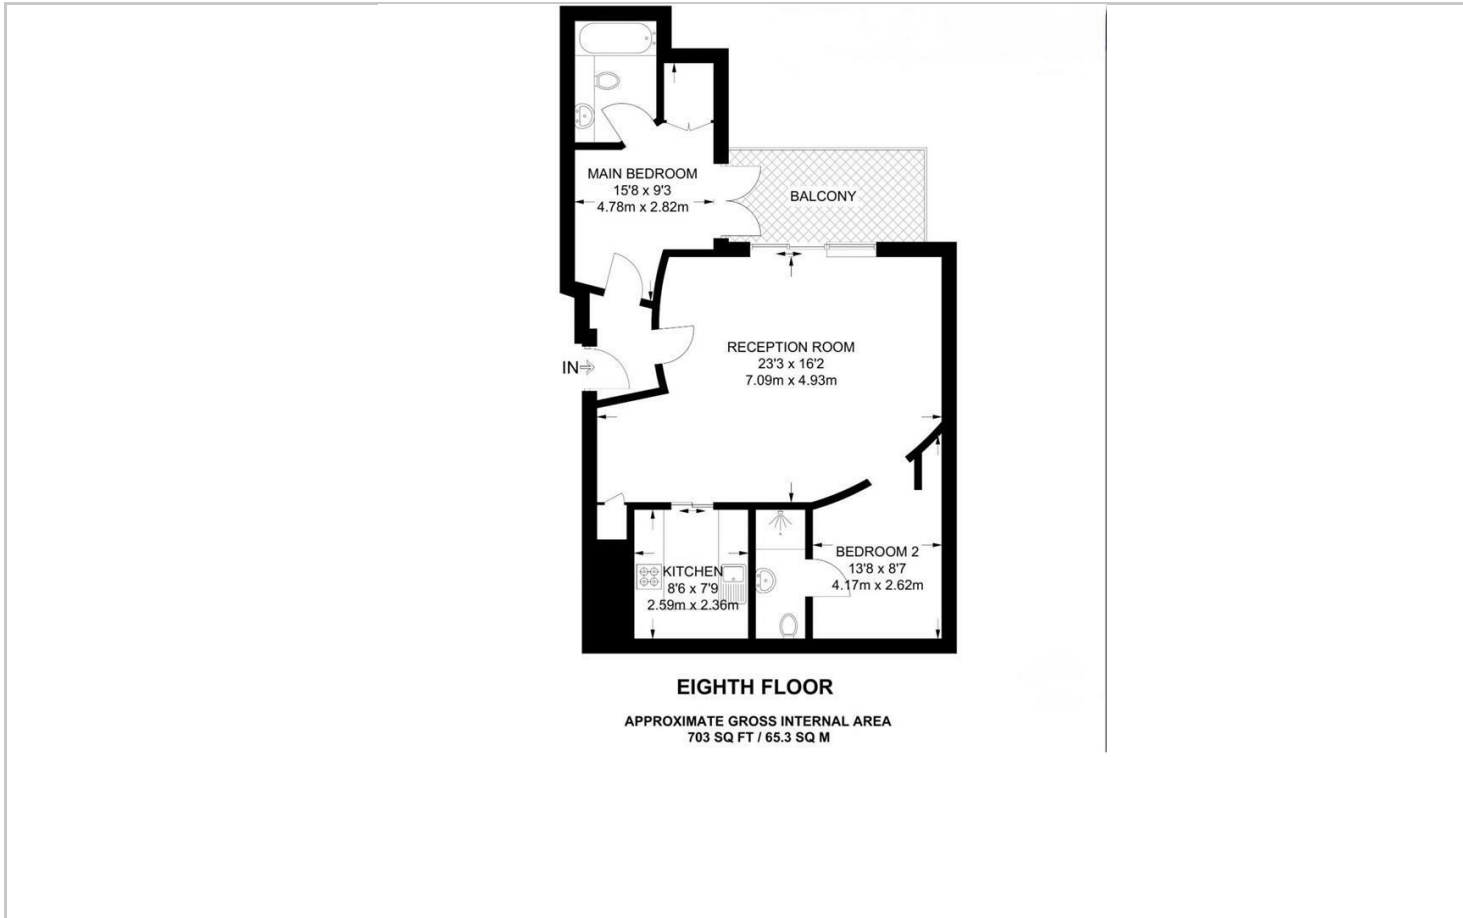 MAIN BEDROOM
15'8 x 9'3
4.78m x 2.82m
BALCONY
IN
RECEPTION ROOM
23'3 x 16'2
7.09m x 4.93m
KITCHEN
8'6 x 7'9
2.59m x 2.36m
BEDROOM 2
13'8 x 8'7
4.17m x 2.62m
EIGHTH FLOOR
APPROXIMATE GROSS INTERNAL AREA
703 SQ FT / 65.3 SQ M